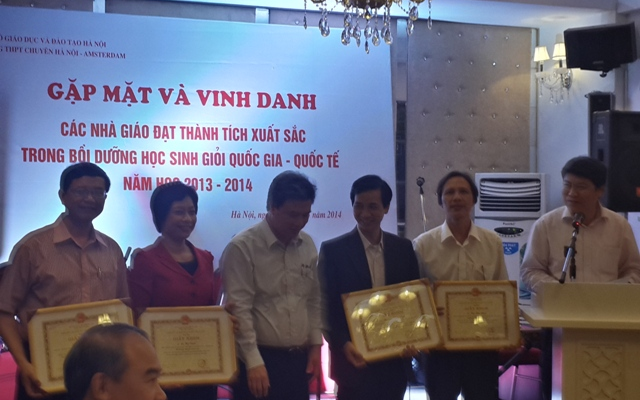 GIÁO DỤC VÀ ĐÀO TẠO HÀ NỘI
THPT CHUYÊN HÀ NỘI - AMSTERDAM
GẶP MẶT VÀ VINH DANH
CÁC NHÀ GIÁO ĐẠT THÀNH TÍCH XUẤT SẮC
TRONG BỒI DƯỠNG HỌC SINH GIỎI QUỐC GIA - QUỐC TẾ
NĂM HỌC 2013 - 2014
Hà Nội, 2014